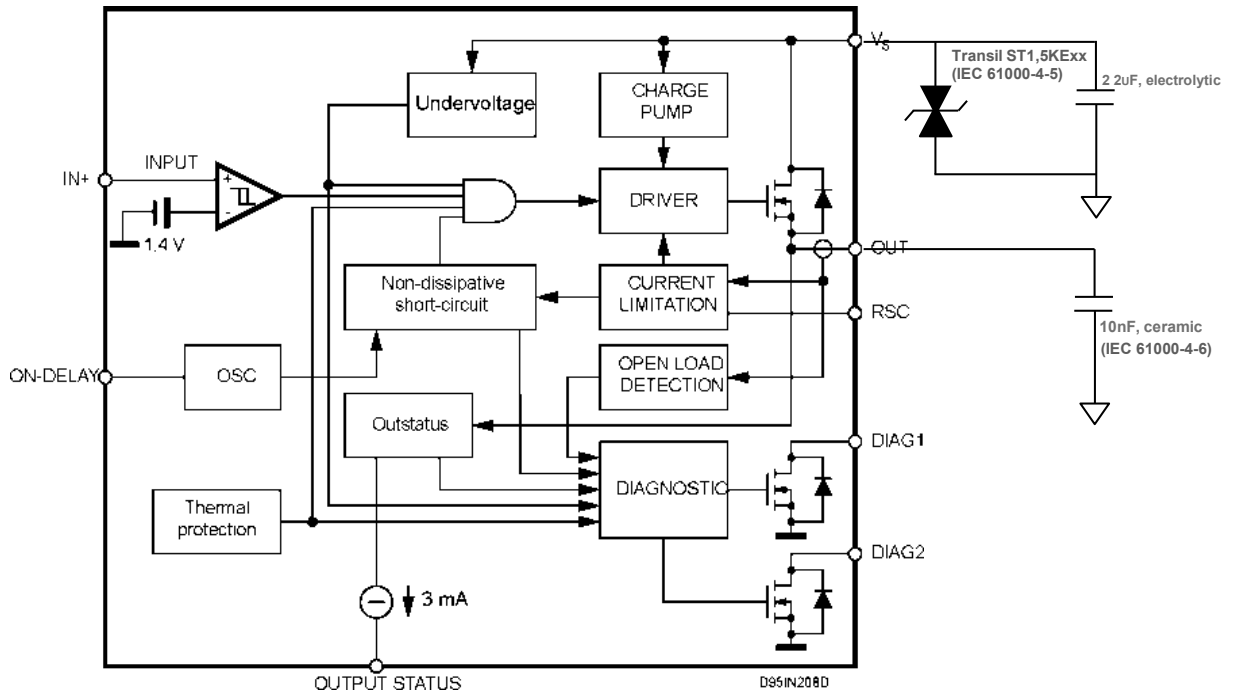 VS
Transil ST1,5KExx
(IEC 61000-4-5)
2 2uF, electrolytic
Undervoltage
CHARGE
PUMP
INPUT
IN+
+
-
1.4 V
DRIVER
OUT
Non-dissipative
short-circuit
CURRENT
LIMITATION
RSC
10nF, ceramic
(IEC 61000-4-6)
ON-DELAY
OSC
OPEN LOAD
DETECTION
Outstatus
DIAG1
DIAGNOSTIC
Thermal
protection
DIAG2
3 mA
OUTPUT STATUS
D95IN208D